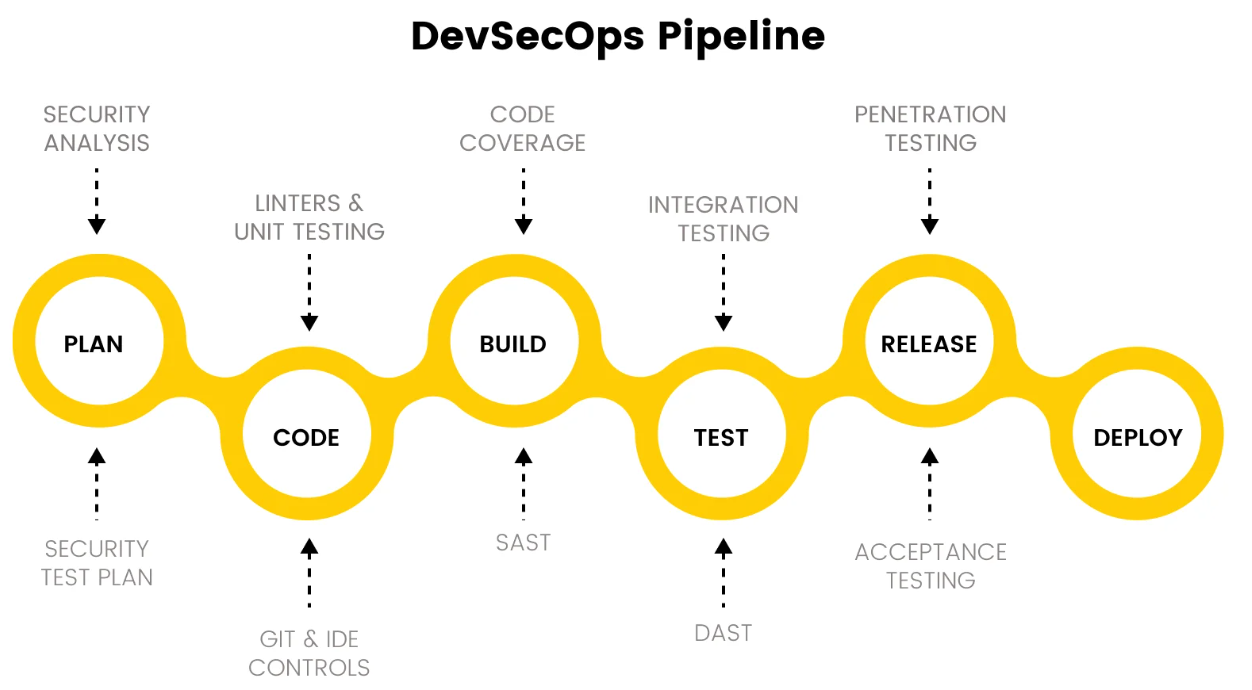 DevSecOps Pipeline
SECURITY
ANALYSIS
CODE
COVERAGE
PENETRATION
TESTING
LINTERS &
UNIT TESTING
INTEGRATION
TESTING
PLAN
BUILD
RELEASE
CODE
TEST
DEPLOY
SECURITY
TEST PLAN
SAST
ACCEPTANCE
TESTING
GIT & IDE
CONTROLS
DAST